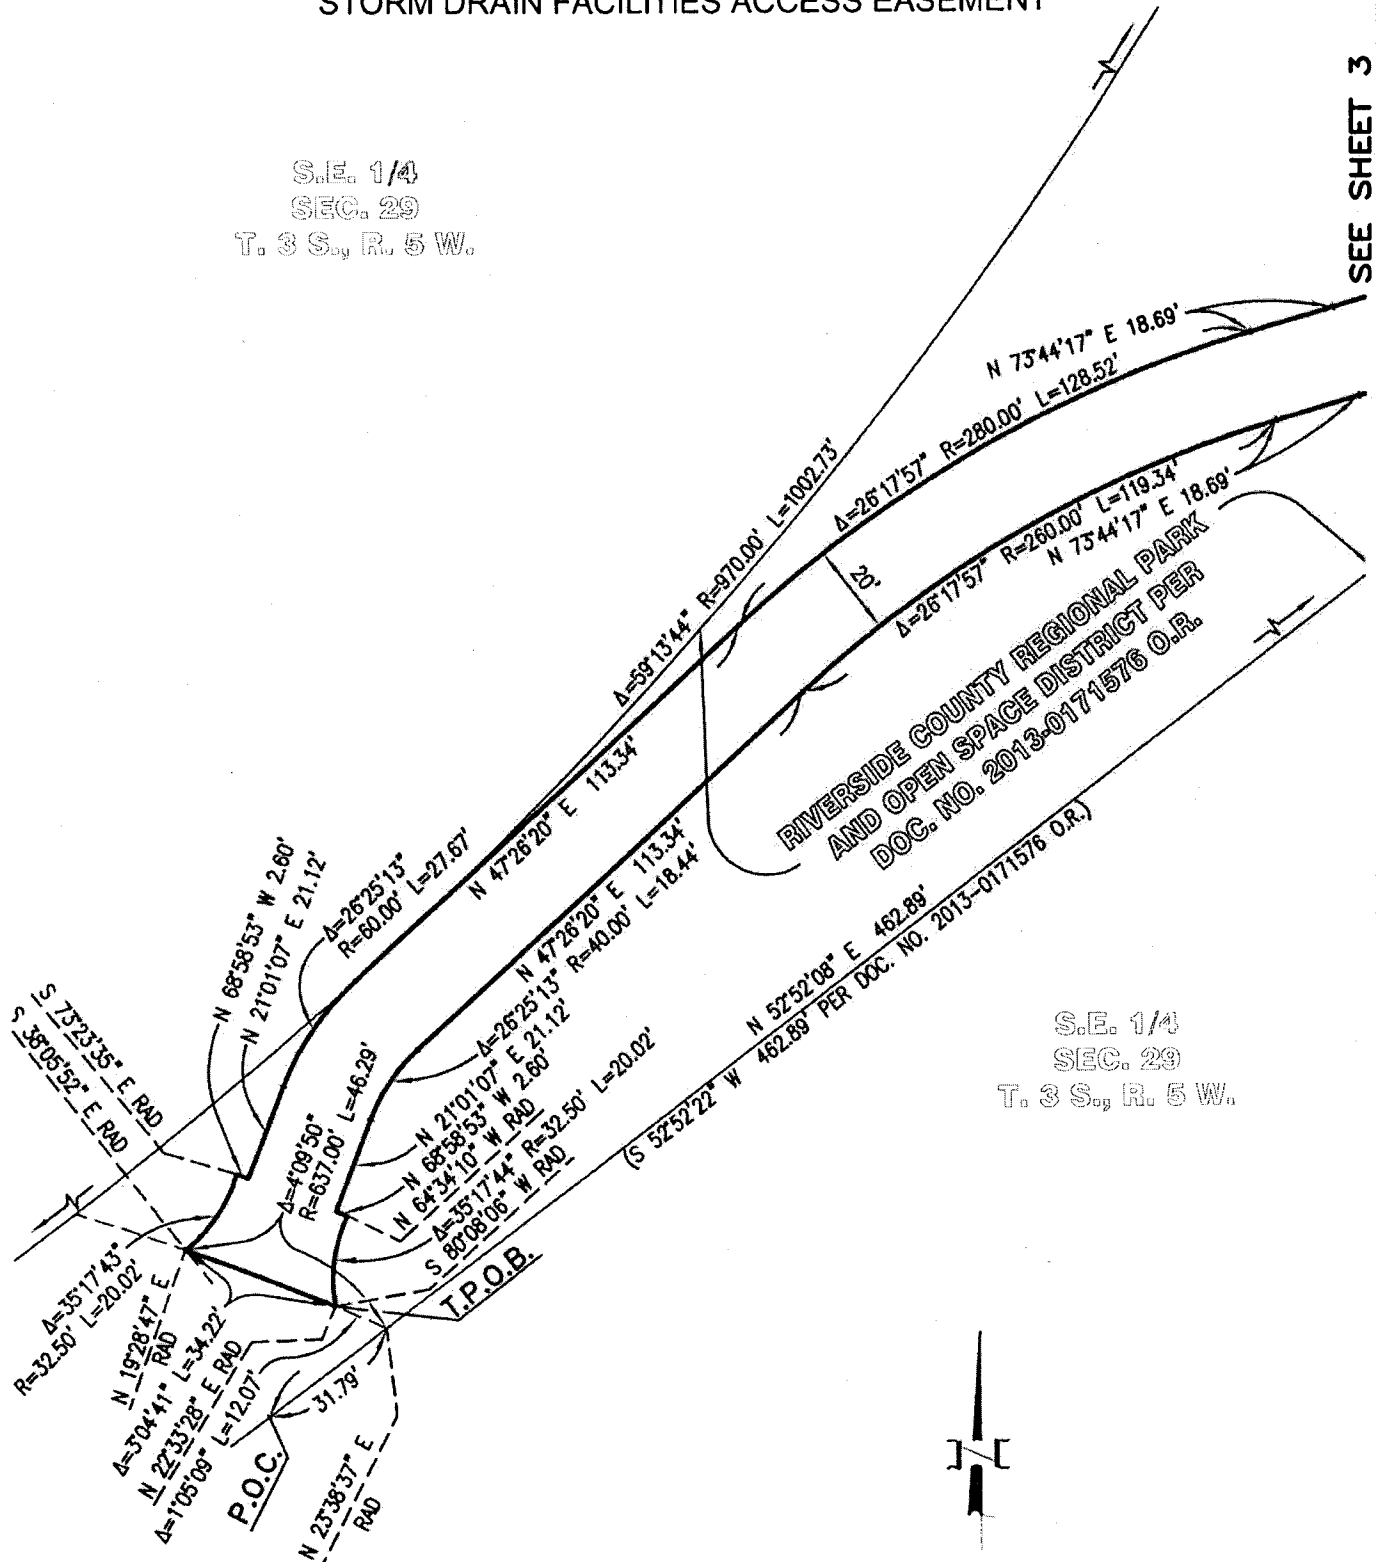 STORM DRAIN FACILITIES ACCESS EASEMENT
SEE SHEET 3
S.E. 1/4
SEC. 29
T. 3 S., R. 5 W.
N 73°44'17" E 18.69'
Δ=26°17'57" R=280.00' L=128.52'
Δ=59°13'44" R=970.00' L=1002.73'
20'
Δ=26°17'57" R=260.00' L=119.34'
N 73°44'17" E 18.69'
RIVERSIDE COUNTY REGIONAL PARK
AND OPEN SPACE DISTRICT PER
DOC. NO. 2013-0171576 O.R.
N 47°26'20" E 113.34'
Δ=26°25'13"
R=60.00' L=27.67'
N 68°58'53" W 2.60'
N 21°01'07" E 21.12'
S 73°23'35" E RAD
S 38°05'52" E RAD
N 47°26'20" E 113.34'
Δ=26°25'13" R=40.00' L=18.44'
N 21°01'07" E 21.12'
N 68°58'53" W 2.60'
N 64°34'10" W RAD
Δ=35°17'44" R=32.50' L=20.02'
S 80°08'06" W RAD
Δ=4°09'50"
R=637.00' L=46.29'
T.P.O.B.
N 52°52'08" E 462.89'
(S 52°52'22" W 462.89' PER DOC. NO. 2013-0171576 O.R.)
S.E. 1/4
SEC. 29
T. 3 S., R. 5 W.
Δ=35°17'43"
R=32.50' L=20.02'
N 19°28'47" E
RAD
Δ=3°04'41" L=34.22'
N 22°33'28" E RAD
Δ=1°05'09" L=12.07'
31.79'
P.O.C.
N 23°38'37" E
RAD